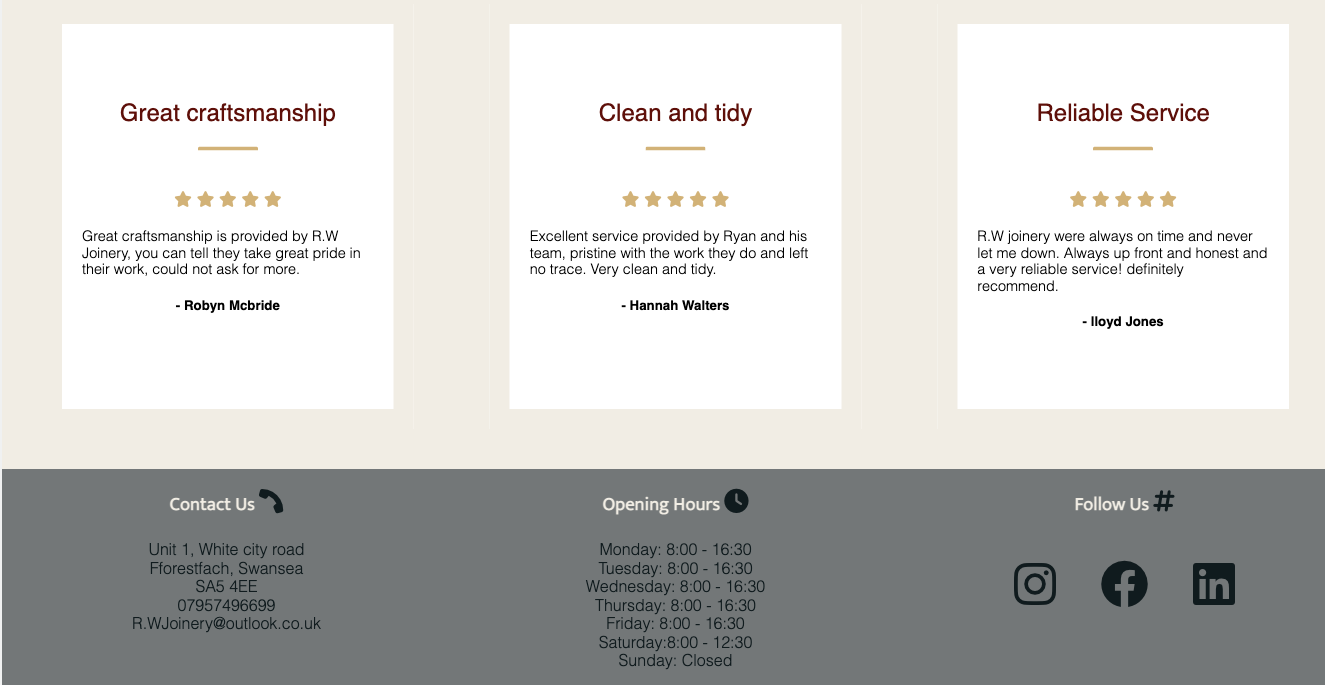 Great craftsmanship
Great craftsmanship is provided by R.W
Joinery, you can tell they take great pride in
their work, could not ask for more.
- Robyn Mcbride
Clean and tidy
Excellent service provided by Ryan and his
team, pristine with the work they do and left
no trace. Very clean and tidy.
- Hannah Walters
Reliable Service
R.W joinery were always on time and never
let me down. Always up front and honest and
a very reliable service! definitely
recommend.
- lloyd Jones
Contact Us
Unit 1, White city road
Fforestfach, Swansea
SA5 4EE
07957496699
R.WJoinery@outlook.co.uk
Opening Hours
Monday: 8:00 - 16:30
Tuesday: 8:00 - 16:30
Wednesday: 8:00 - 16:30
Thursday: 8:00 - 16:30
Friday: 8:00 - 16:30
Saturday:8:00 - 12:30
Sunday: Closed
Follow Us #